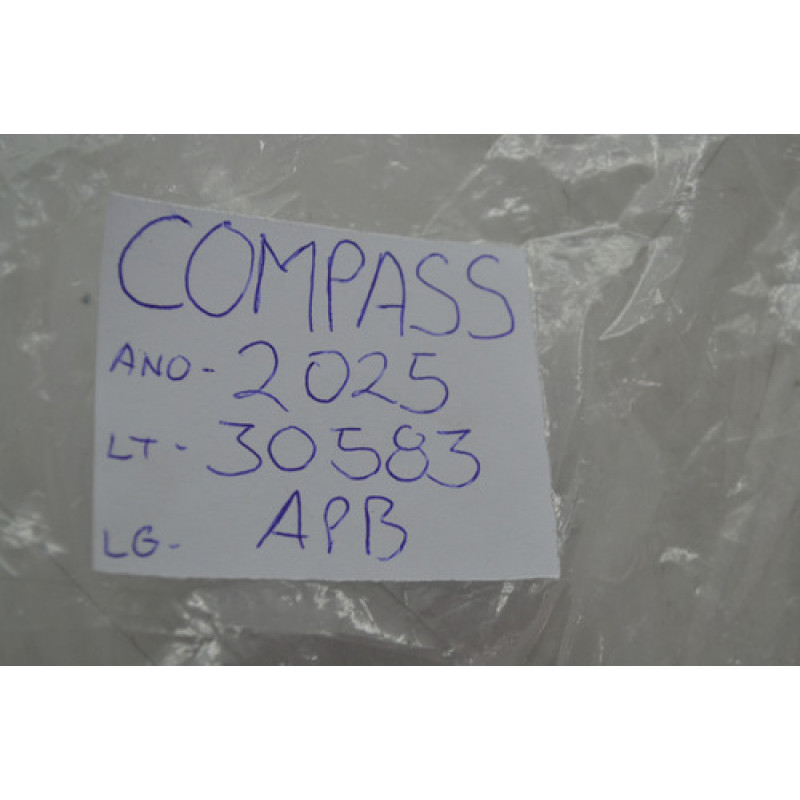 COMPASS
ANO- 2025
LT- 30583
LG- APB